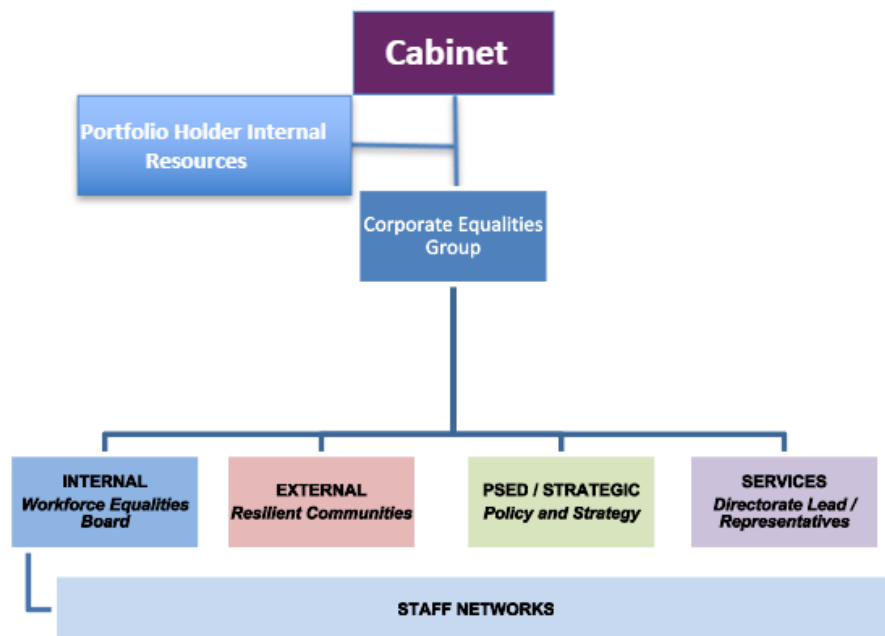 Cabinet
Portfolio Holder Internal
Resources
Corporate Equalities
Group
INTERNAL
Workforce Equalities
Board
EXTERNAL
Resilient Communities
PSED / STRATEGIC
Policy and Strategy
SERVICES
Directorate Lead /
Representatives
STAFF NETWORKS